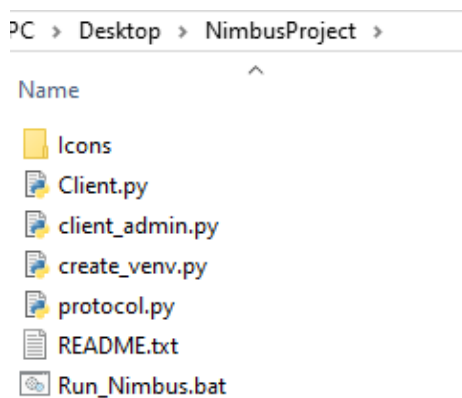 PC > Desktop > NimbusProject >
Name
Icons
Client.py
client_admin.py
create_venv.py
protocol.py
README.txt
Run_Nimbus.bat